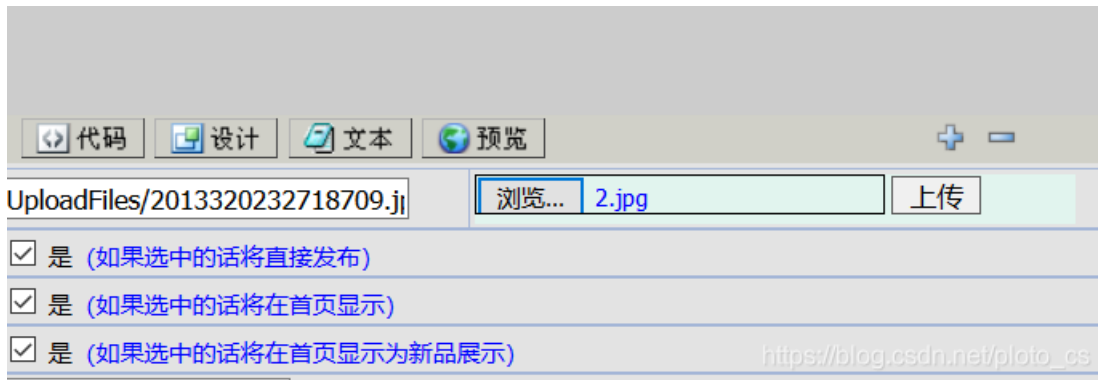 代码 设计 文本 预览
UploadFiles/2013320232718709.j 浏览... 2.jpg 上传
是 (如果选中的话将直接发布)
是 (如果选中的话将在首页显示)
是 (如果选中的话将在首页显示为新品展示)
https://blog.csdn.net/ploto_cs